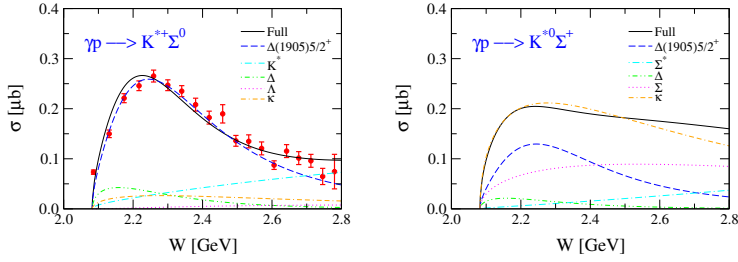 γp —> K*+Σ0
Full
Δ(1905)5/2+
K*
Δ
Λ
κ
σ [μb]
0.4
0.3
0.2
0.1
0.0
2.0 2.2 2.4 2.6 2.8
W [GeV]
γp —> K*0Σ+
Full
Δ(1905)5/2+
Σ*
Δ
Σ
κ
σ [μb]
0.4
0.3
0.2
0.1
0.0
2.0 2.2 2.4 2.6 2.8
W [GeV]